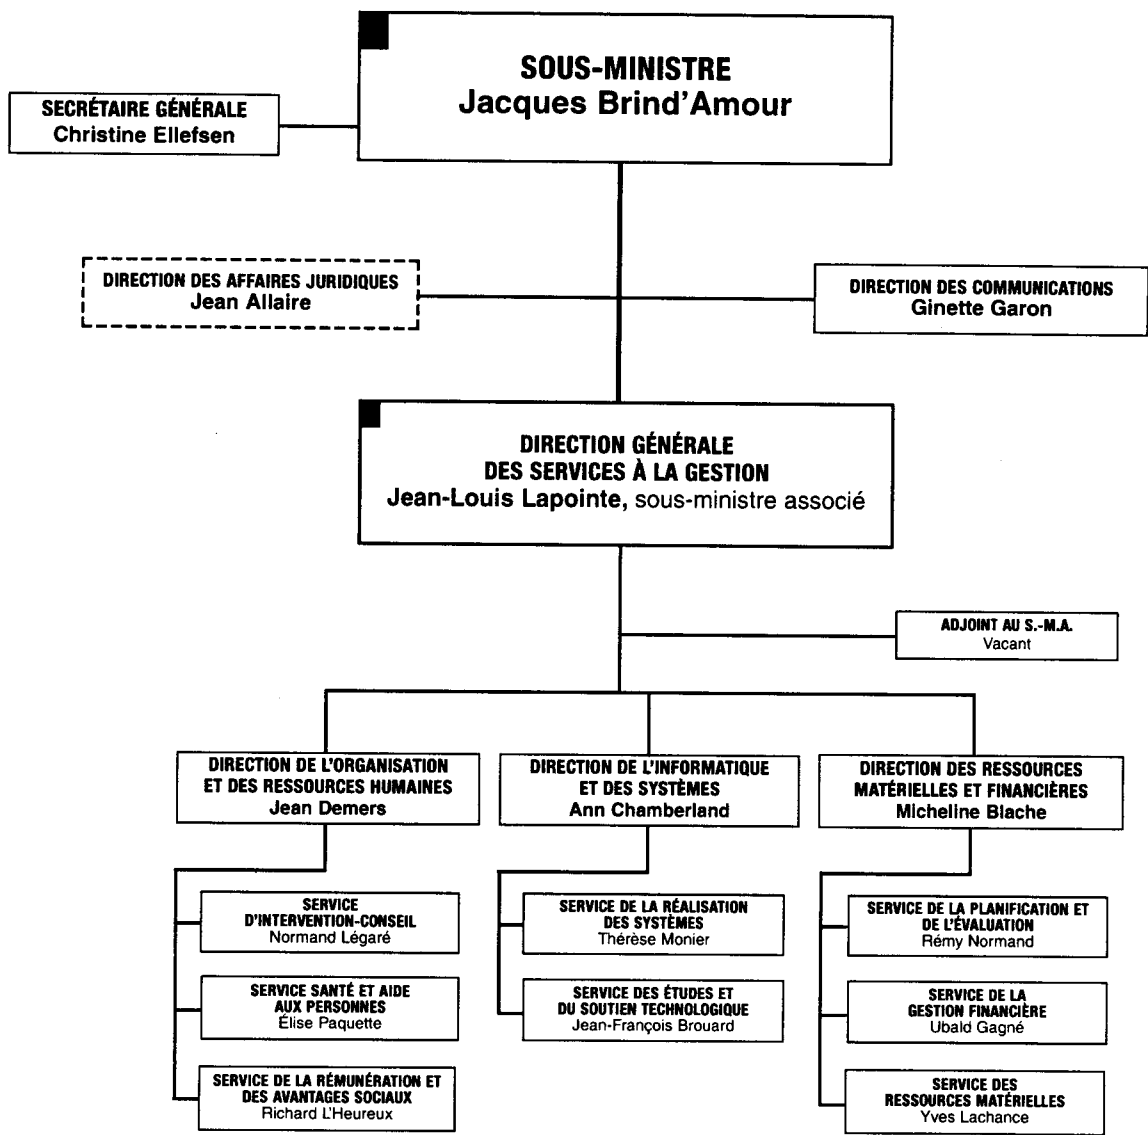 SOUS-MINISTRE
Jacques Brind'Amour
SECRÉTAIRE GÉNÉRALE
Christine Ellefsen
DIRECTION DES AFFAIRES JURIDIQUES
Jean Allaire
DIRECTION DES COMMUNICATIONS
Ginette Garon
DIRECTION GÉNÉRALE
DES SERVICES À LA GESTION
Jean-Louis Lapointe, sous-ministre associé
ADJOINT AU S.-M.A.
Vacant
DIRECTION DE L'ORGANISATION
ET DES RESSOURCES HUMAINES
Jean Demers
DIRECTION DE L'INFORMATIQUE
ET DES SYSTÈMES
Ann Chamberland
DIRECTION DES RESSOURCES
MATÉRIELLES ET FINANCIÈRES
Micheline Blache
SERVICE
D'INTERVENTION-CONSEIL
Normand Légaré
SERVICE SANTÉ ET AIDE
AUX PERSONNES
Élise Paquette
SERVICE DE LA RÉMUNÉRATION ET
DES AVANTAGES SOCIAUX
Richard L'Heureux
SERVICE DE LA RÉALISATION
DES SYSTÈMES
Thérèse Monier
SERVICE DES ÉTUDES ET
DU SOUTIEN TECHNOLOGIQUE
Jean-François Brouard
SERVICE DE LA PLANIFICATION ET
DE L'ÉVALUATION
Rémy Normand
SERVICE DE LA
GESTION FINANCIÈRE
Ubald Gagné
SERVICE DES
RESSOURCES MATÉRIELLES
Yves Lachance